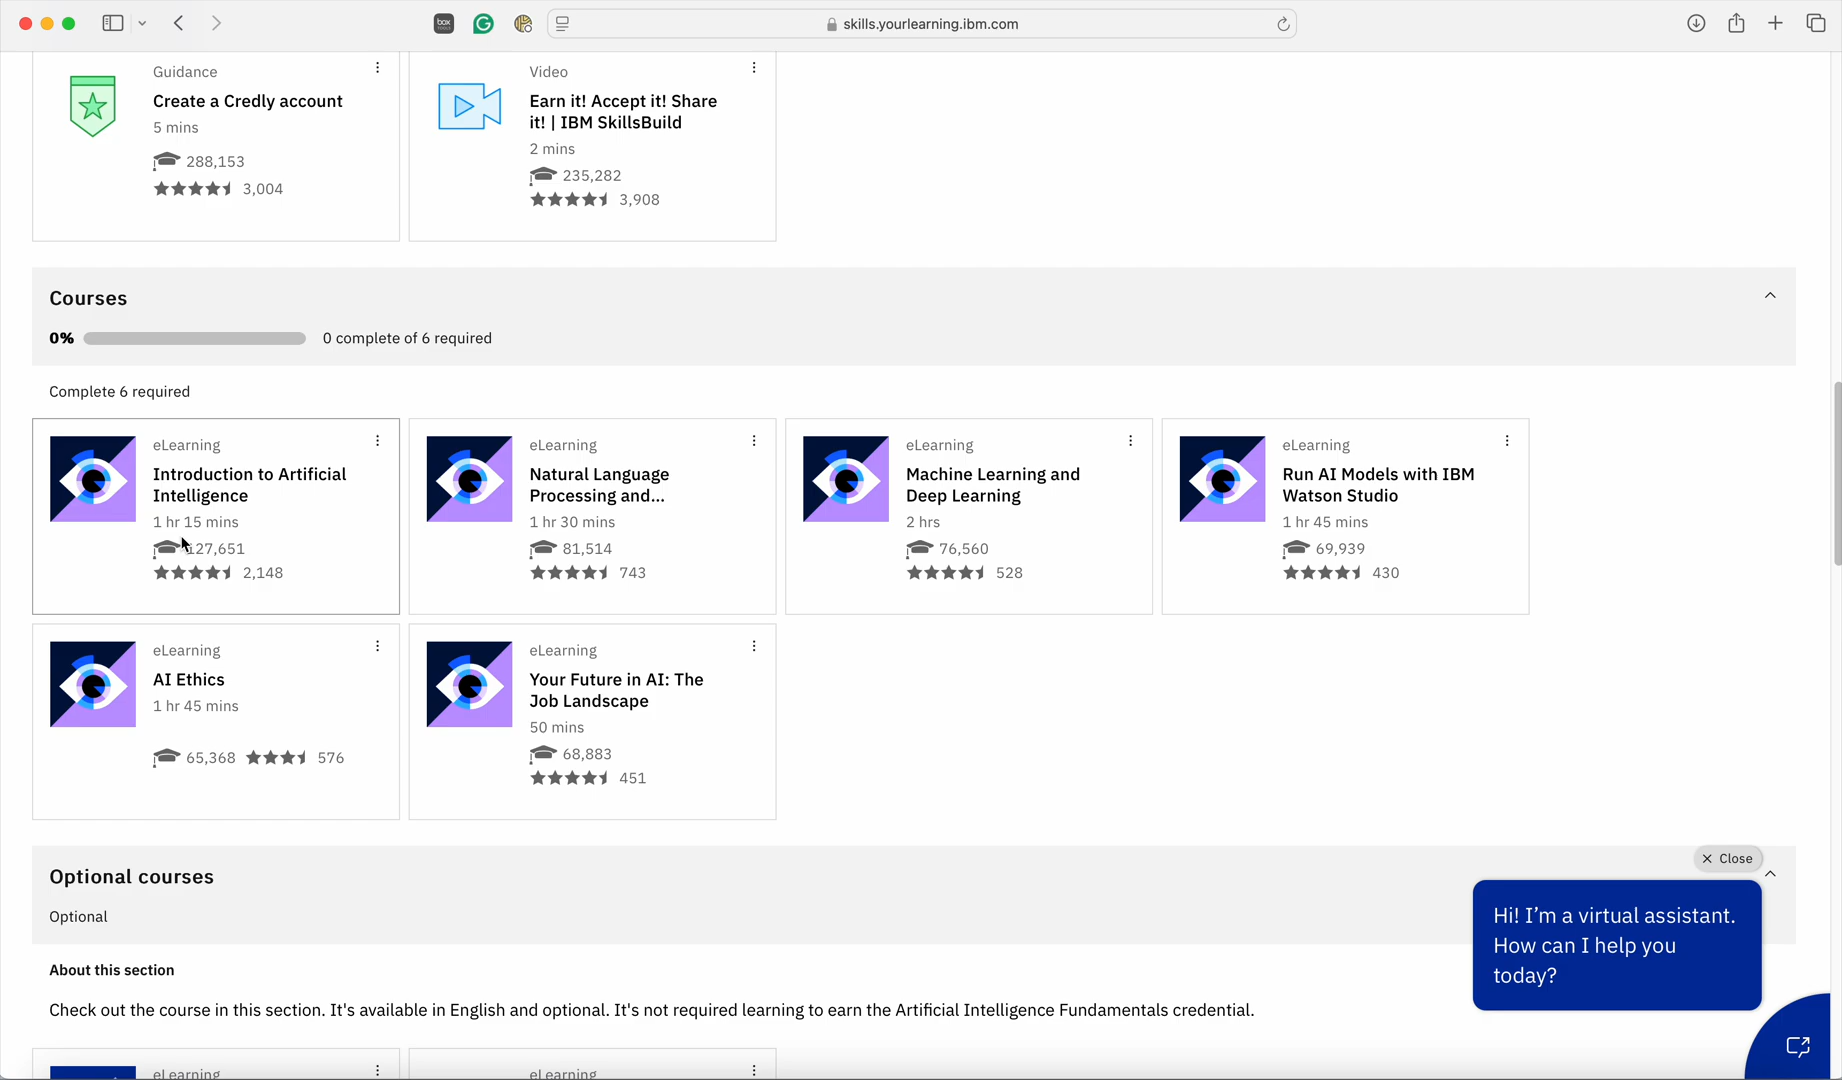 skills.yourlearning.ibm.com
Guidance
Create a Credly account
5 mins
288,153
3,004
Video
Earn it! Accept it! Share
it! | IBM SkillsBuild
2 mins
235,282
3,908
Courses
0%
0 complete of 6 required
Complete 6 required
eLearning
Introduction to Artificial
Intelligence
1 hr 15 mins
127,651
2,148
eLearning
Natural Language
Processing and...
1 hr 30 mins
81,514
743
eLearning
Machine Learning and
Deep Learning
2 hrs
76,560
528
eLearning
Run AI Models with IBM
Watson Studio
1 hr 45 mins
69,939
430
eLearning
AI Ethics
1 hr 45 mins
65,368
576
eLearning
Your Future in AI: The
Job Landscape
50 mins
68,883
451
Optional courses
Optional
Close
Hi! I'm a virtual assistant.
How can I help you
today?
About this section
Check out the course in this section. It's available in English and optional. It's not required learning to earn the Artificial Intelligence Fundamentals credential.
eLearning
eLearning